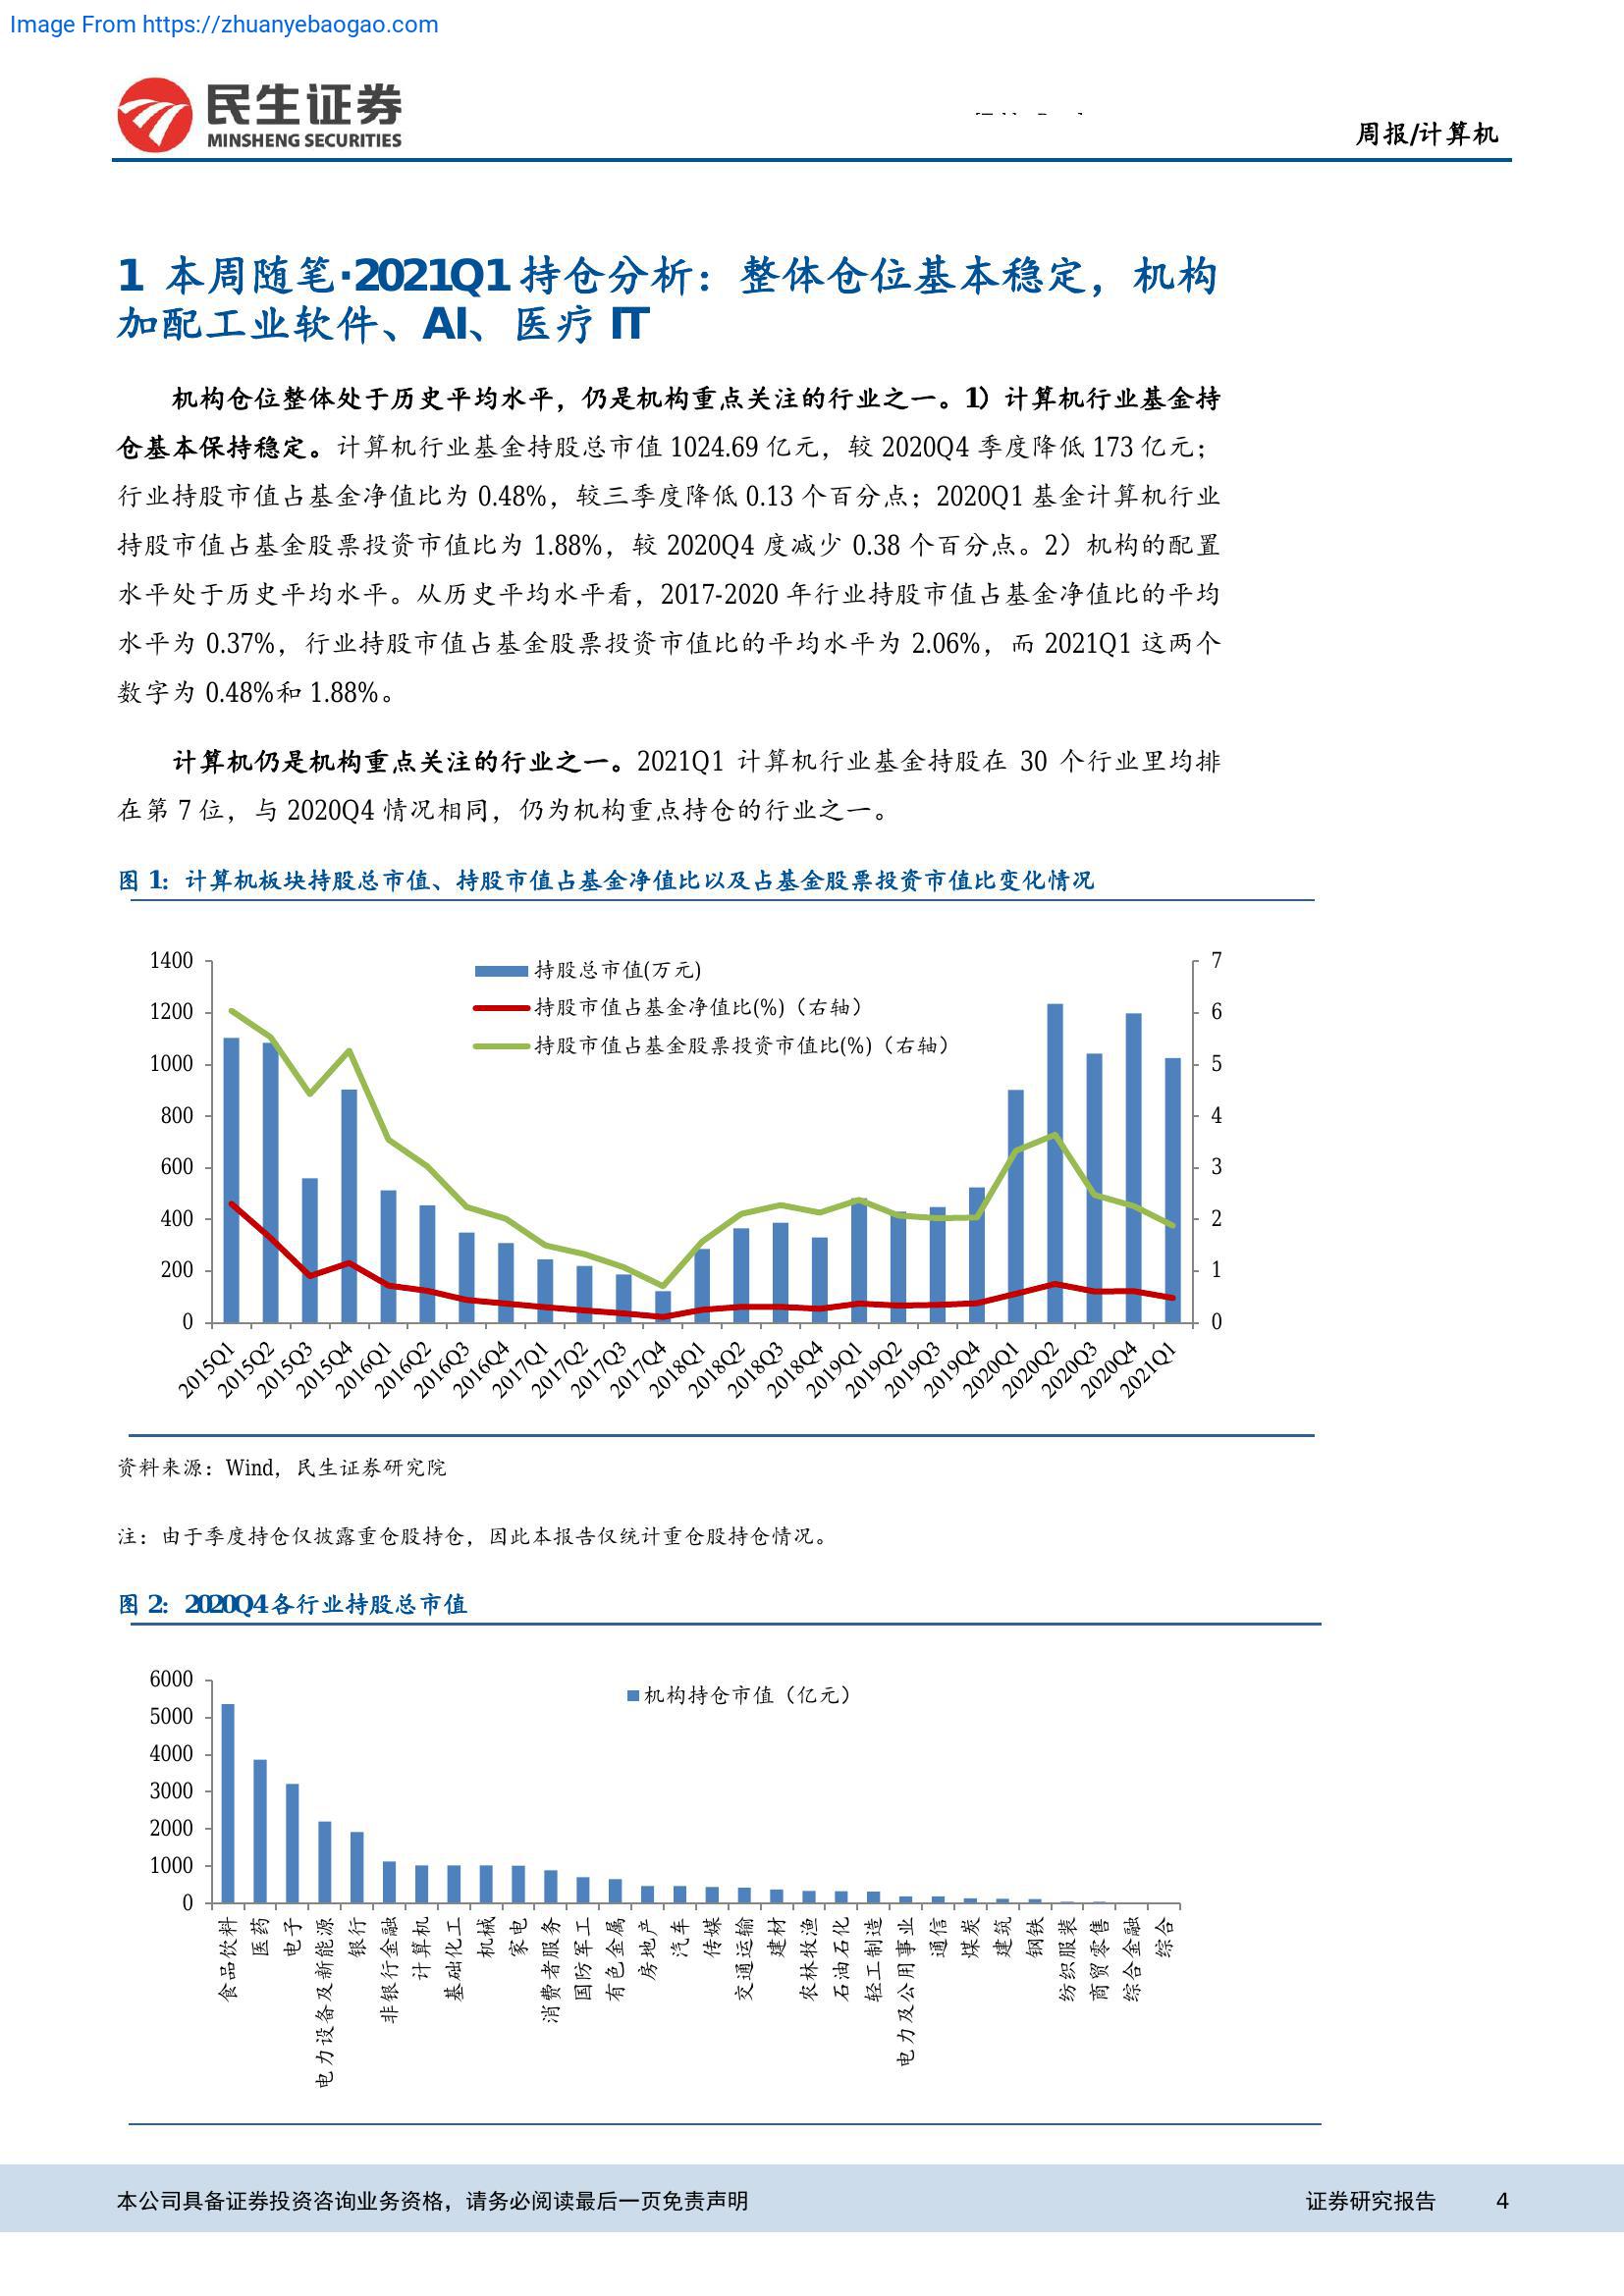 Image From https://zhuanyebaogao.com
民生证券
MINSHENG SECURITIES
周报/计算机
1 本周随笔·2021Q1 持仓分析：整体仓位基本稳定，机构
加配工业软件、AI、医疗 IT
机构仓位整体处于历史平均水平，仍是机构重点关注的行业之一。1）计算机行业基金持
仓基本保持稳定。计算机行业基金持股总市值 1024.69 亿元，较 2020Q4 季度降低 173 亿元；
行业持股市值占基金净值比为 0.48%，较三季度降低 0.13 个百分点；2020Q1 基金计算机行业
持股市值占基金股票投资市值比为 1.88%，较 2020Q4 度减少 0.38 个百分点。2）机构的配置
水平处于历史平均水平。从历史平均水平看，2017-2020 年行业持股市值占基金净值比的平均
水平为 0.37%，行业持股市值占基金股票投资市值比的平均水平为 2.06%，而 2021Q1 这两个
数字为 0.48%和 1.88%。
计算机仍是机构重点关注的行业之一。2021Q1 计算机行业基金持股在 30 个行业里均排
在第 7 位，与 2020Q4 情况相同，仍为机构重点持仓的行业之一。
图 1：计算机板块持股总市值、持股市值占基金净值比以及占基金股票投资市值比变化情况
持股总市值(万元)
持股市值占基金净值比(%)（右轴）
持股市值占基金股票投资市值比(%)（右轴）
1400
1200
1000
800
600
400
200
0
7
6
5
4
3
2
1
0
2015Q1
2015Q2
2015Q3
2015Q4
2016Q1
2016Q2
2016Q3
2016Q4
2017Q1
2017Q2
2017Q3
2017Q4
2018Q1
2018Q2
2018Q3
2018Q4
2019Q1
2019Q2
2019Q3
2019Q4
2020Q1
2020Q2
2020Q3
2020Q4
2021Q1
资料来源：Wind，民生证券研究院
注：由于季度持仓仅披露重仓股持仓，因此本报告仅统计重仓股持仓情况。
图 2：2020Q4 各行业持股总市值
机构持仓市值（亿元）
6000
5000
4000
3000
2000
1000
0
食品饮料
医药
电子
电力设备及新能源
银行
非银行金融
计算机
基础化工
机械
家电
消费者服务
国防军工
有色金属
房地产
汽车
传媒
交通运输
建材
农林牧渔
石油石化
轻工制造
电力及公用事业
通信
煤炭
建筑
钢铁
纺织服装
商贸零售
综合金融
综合
本公司具备证券投资咨询业务资格，请务必阅读最后一页免责声明
证券研究报告
4